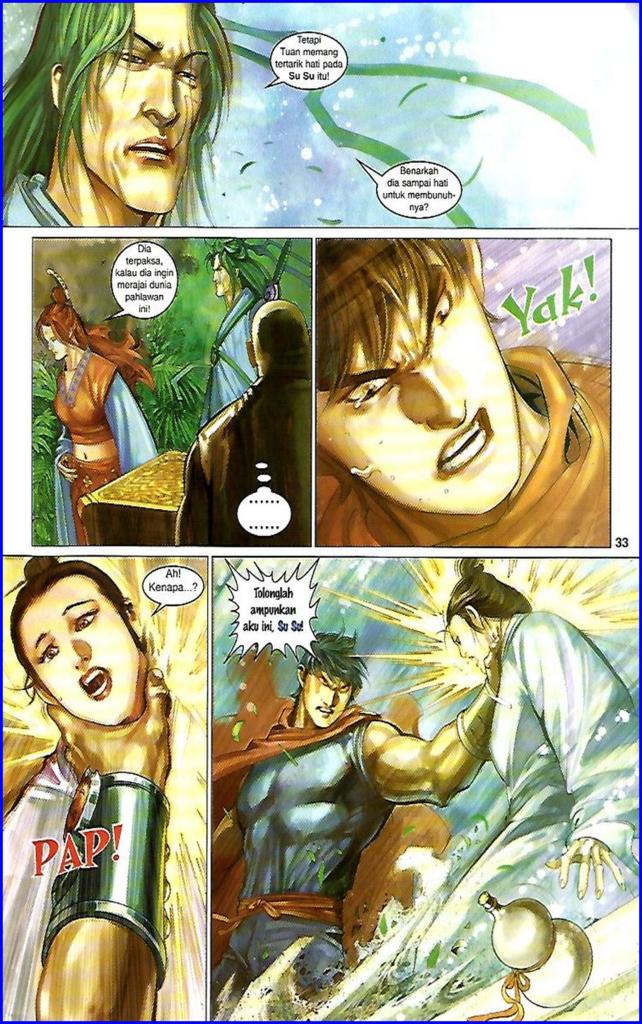 Tetapi
Tuan memang
tertarik hati pada
Su Su itu!
Benarkah
dia sampai hati
untuk membunuh-
nya?
Dia
terpaksa,
kalau dia ingin
merajai dunia
pahlawan
ini!
......
......
Yak!
33
Ah!
Kenapa...?
PAP!
Tolonglah
ampunkan
aku ini, Su Su!